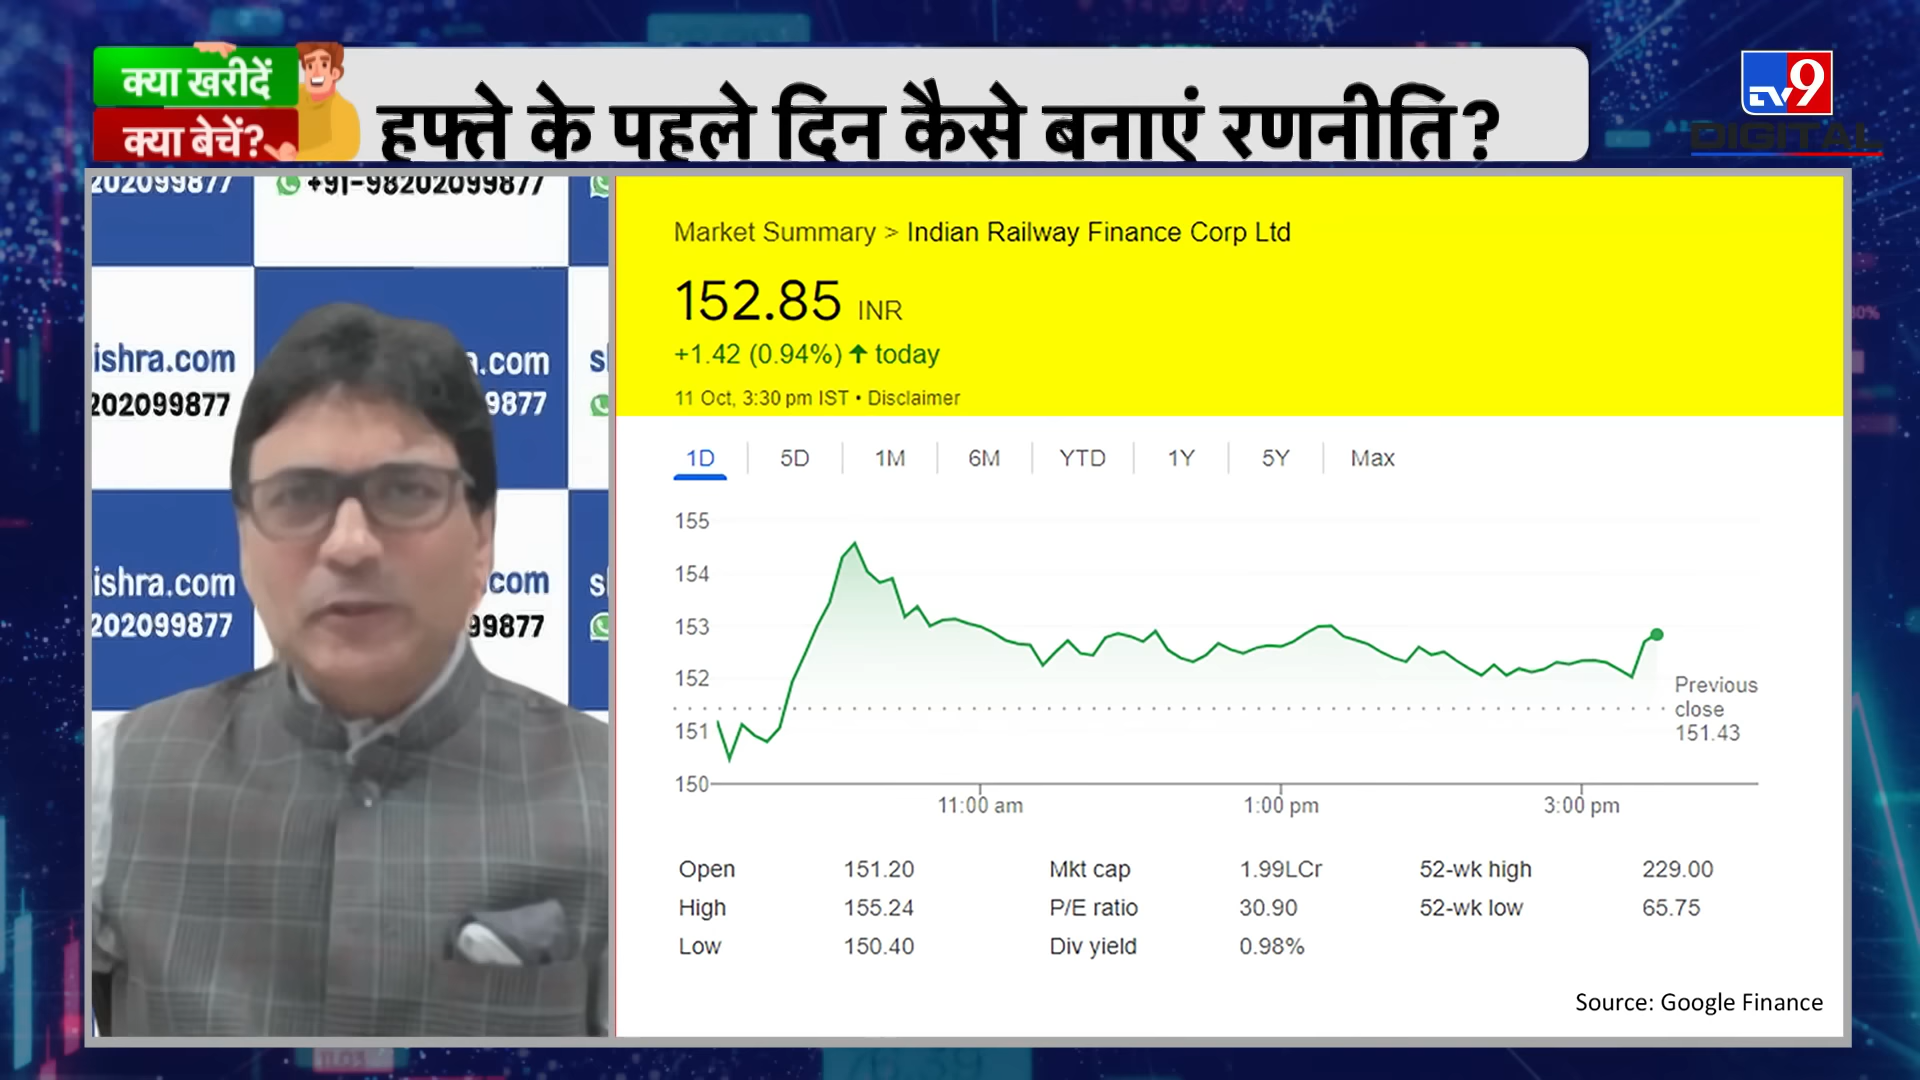 क्या खरीदें
क्या बेचें?
हफ्ते के पहले दिन कैसे बनाएं रणनीति?
TV9
DIGITAL
202099877
+91-98202099877
ishra.com
202099877
.com
9877
ishra.com
202099877
.com
99877
Market Summary > Indian Railway Finance Corp Ltd
152.85 INR
+1.42 (0.94%) ↑ today
11 Oct, 3:30 pm IST • Disclaimer
1D 5D 1M 6M YTD 1Y 5Y Max
155
154
153
152
151
150
Previous
close
151.43
11:00 am 1:00 pm 3:00 pm
Open 151.20 Mkt cap 1.99LCr 52-wk high 229.00
High 155.24 P/E ratio 30.90 52-wk low 65.75
Low 150.40 Div yield 0.98%
Source: Google Finance